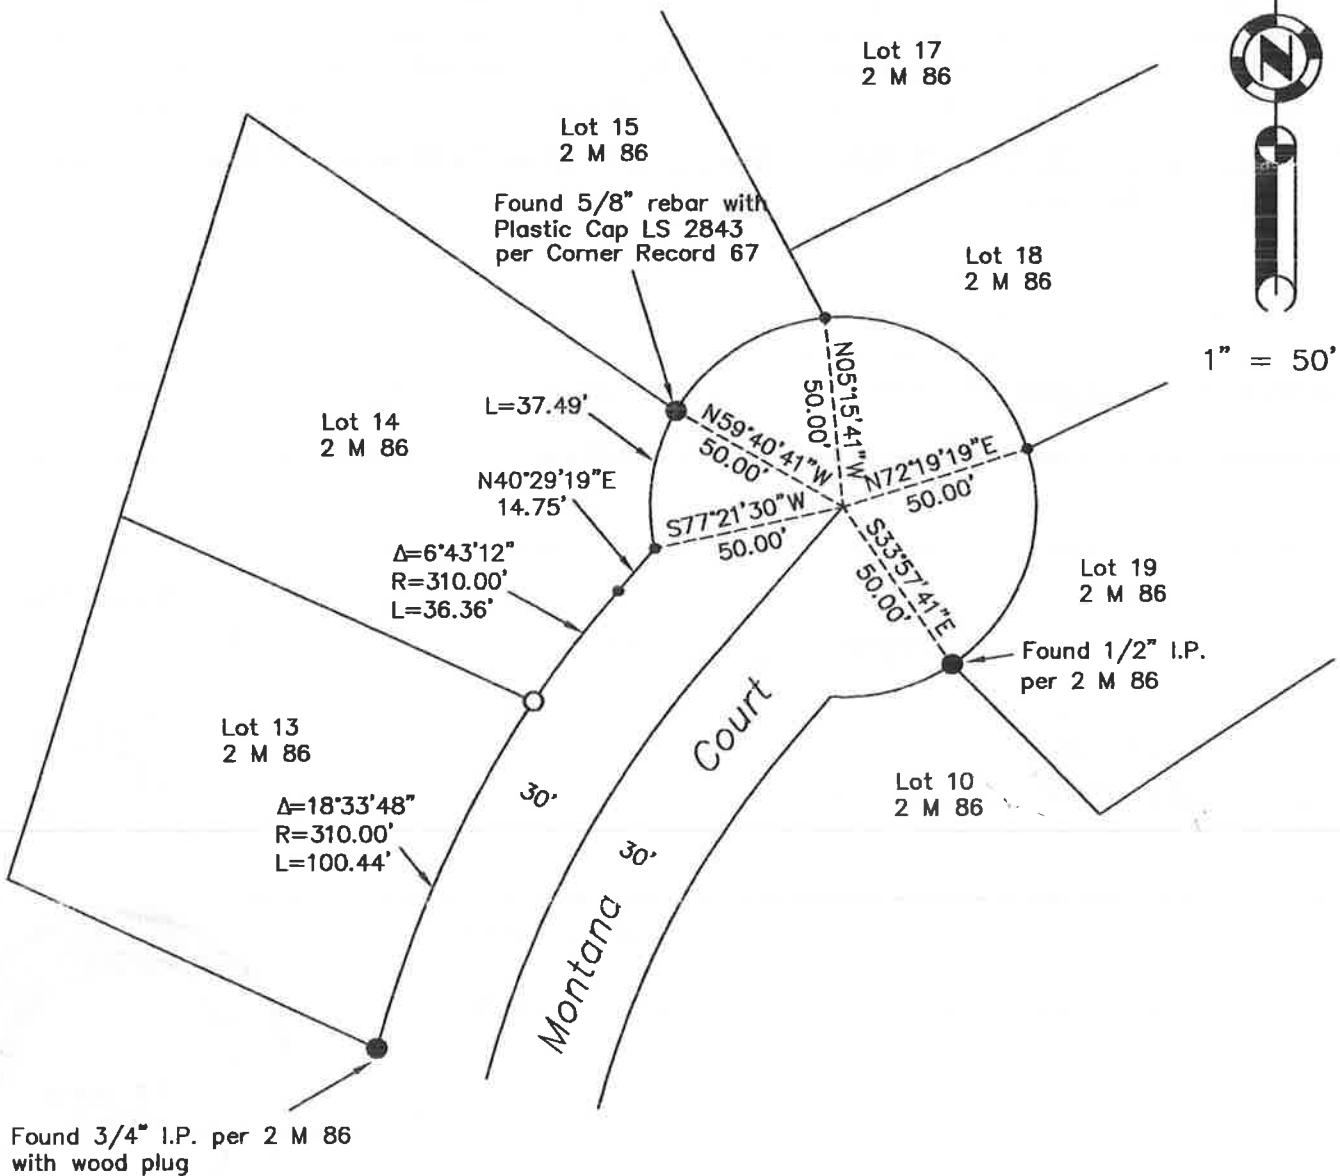 Lot 17
2 M 86
N
Lot 15
2 M 86
Found 5/8" rebar with
Plastic Cap LS 2843
per Corner Record 67
Lot 18
2 M 86
1" = 50'
L=37.49'
N05°15'41"W
50.00'
N59°40'41"W
50.00'
N72°19'19"E
50.00'
Lot 14
2 M 86
N40°29'19"E
14.75'
S77°21'30"W
50.00'
S33°57'41"E
50.00'
Δ=6°43'12"
R=310.00'
L=36.36'
Lot 19
2 M 86
Found 1/2" I.P.
per 2 M 86
Lot 13
2 M 86
Montana Court
30'
30'
Lot 10
2 M 86
Δ=18°33'48"
R=310.00'
L=100.44'
Found 3/4" I.P. per 2 M 86
with wood plug